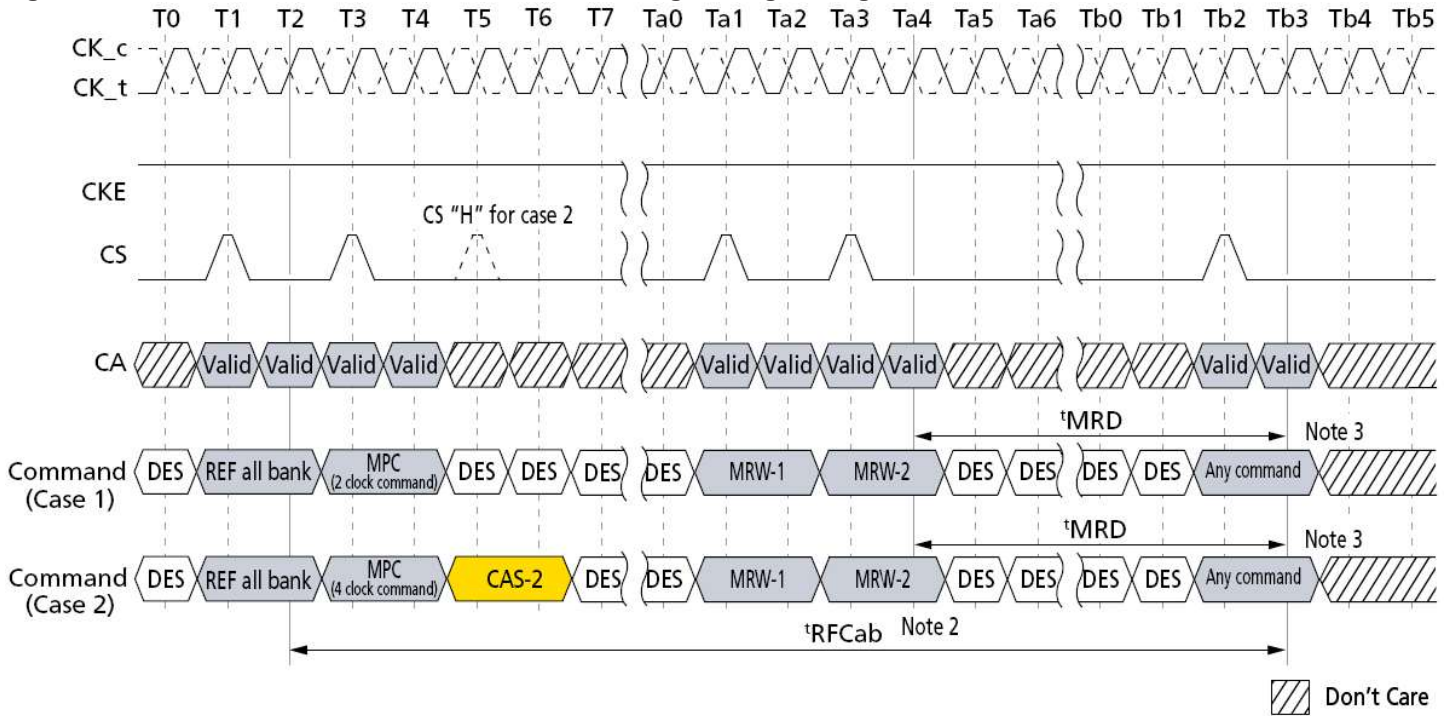 T0 T1 T2 T3 T4 T5 T6 T7 Ta0 Ta1 Ta2 Ta3 Ta4 Ta5 Ta6 Tb0 Tb1 Tb2 Tb3 Tb4 Tb5
CK_c
CK_t
CKE
CS "H" for case 2
CS
CA Valid Valid Valid Valid Valid Valid Valid Valid Valid Valid
tMRD Note 3
Command (Case 1) DES REF all bank MPC (2 clock command) DES DES DES DES MRW-1 MRW-2 DES DES DES DES Any command
tMRD Note 3
Command (Case 2) DES REF all bank MPC (4 clock command) CAS-2 DES DES MRW-1 MRW-2 DES DES DES DES Any command
tRFCab Note 2
Don't Care